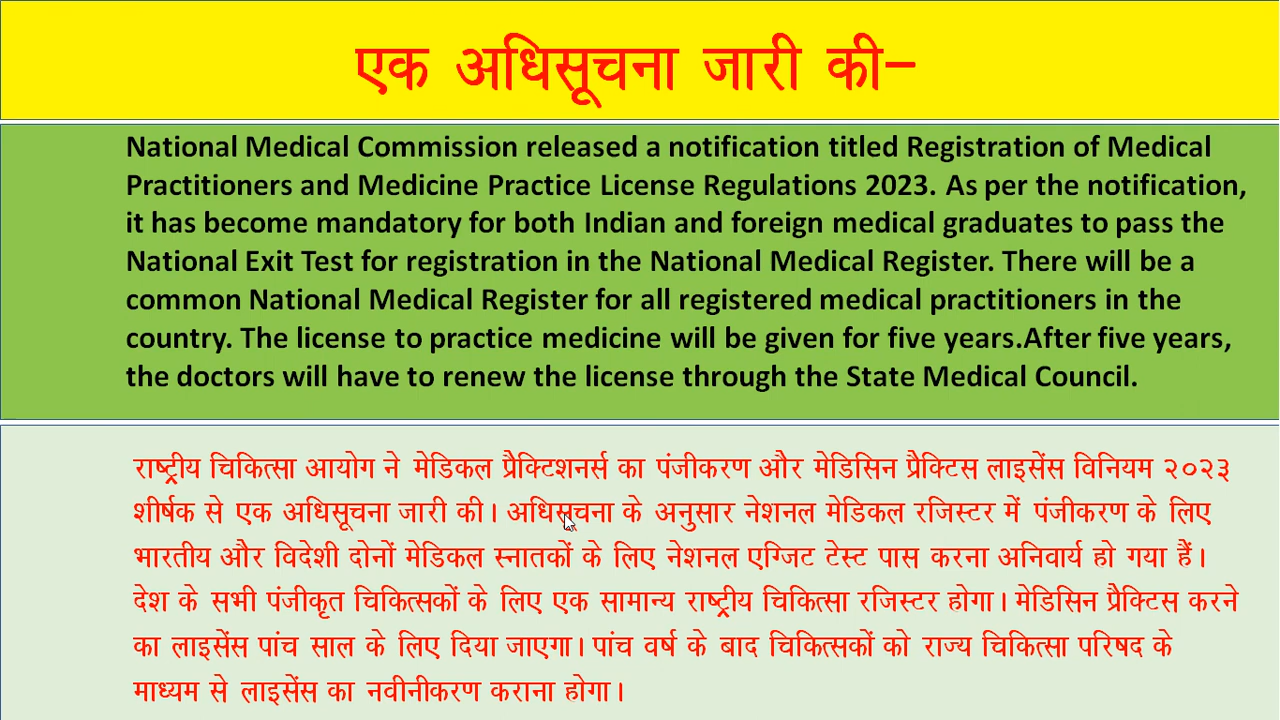 एक अधिसूचना जारी की–
National Medical Commission released a notification titled Registration of Medical
Practitioners and Medicine Practice License Regulations 2023. As per the notification,
it has become mandatory for both Indian and foreign medical graduates to pass the
National Exit Test for registration in the National Medical Register. There will be a
common National Medical Register for all registered medical practitioners in the
country. The license to practice medicine will be given for five years.After five years,
the doctors will have to renew the license through the State Medical Council.
राष्ट्रीय चिकित्सा आयोग ने मेडिकल प्रैक्टिशनर्स का पंजीकरण और मेडिसिन प्रैक्टिस लाइसेंस विनियम २०२३
शीर्षक से एक अधिसूचना जारी की। अधिसूचना के अनुसार नेशनल मेडिकल रजिस्टर में पंजीकरण के लिए
भारतीय और विदेशी दोनों मेडिकल स्नातकों के लिए नेशनल एग्जिट टेस्ट पास करना अनिवार्य हो गया हैं।
देश के सभी पंजीकृत चिकित्सकों के लिए एक सामान्य राष्ट्रीय चिकित्सा रजिस्टर होगा। मेडिसिन प्रैक्टिस करने
का लाइसेंस पांच साल के लिए दिया जाएगा। पांच वर्ष के बाद चिकित्सकों को राज्य चिकित्सा परिषद के
माध्यम से लाइसेंस का नवीनीकरण कराना होगा।